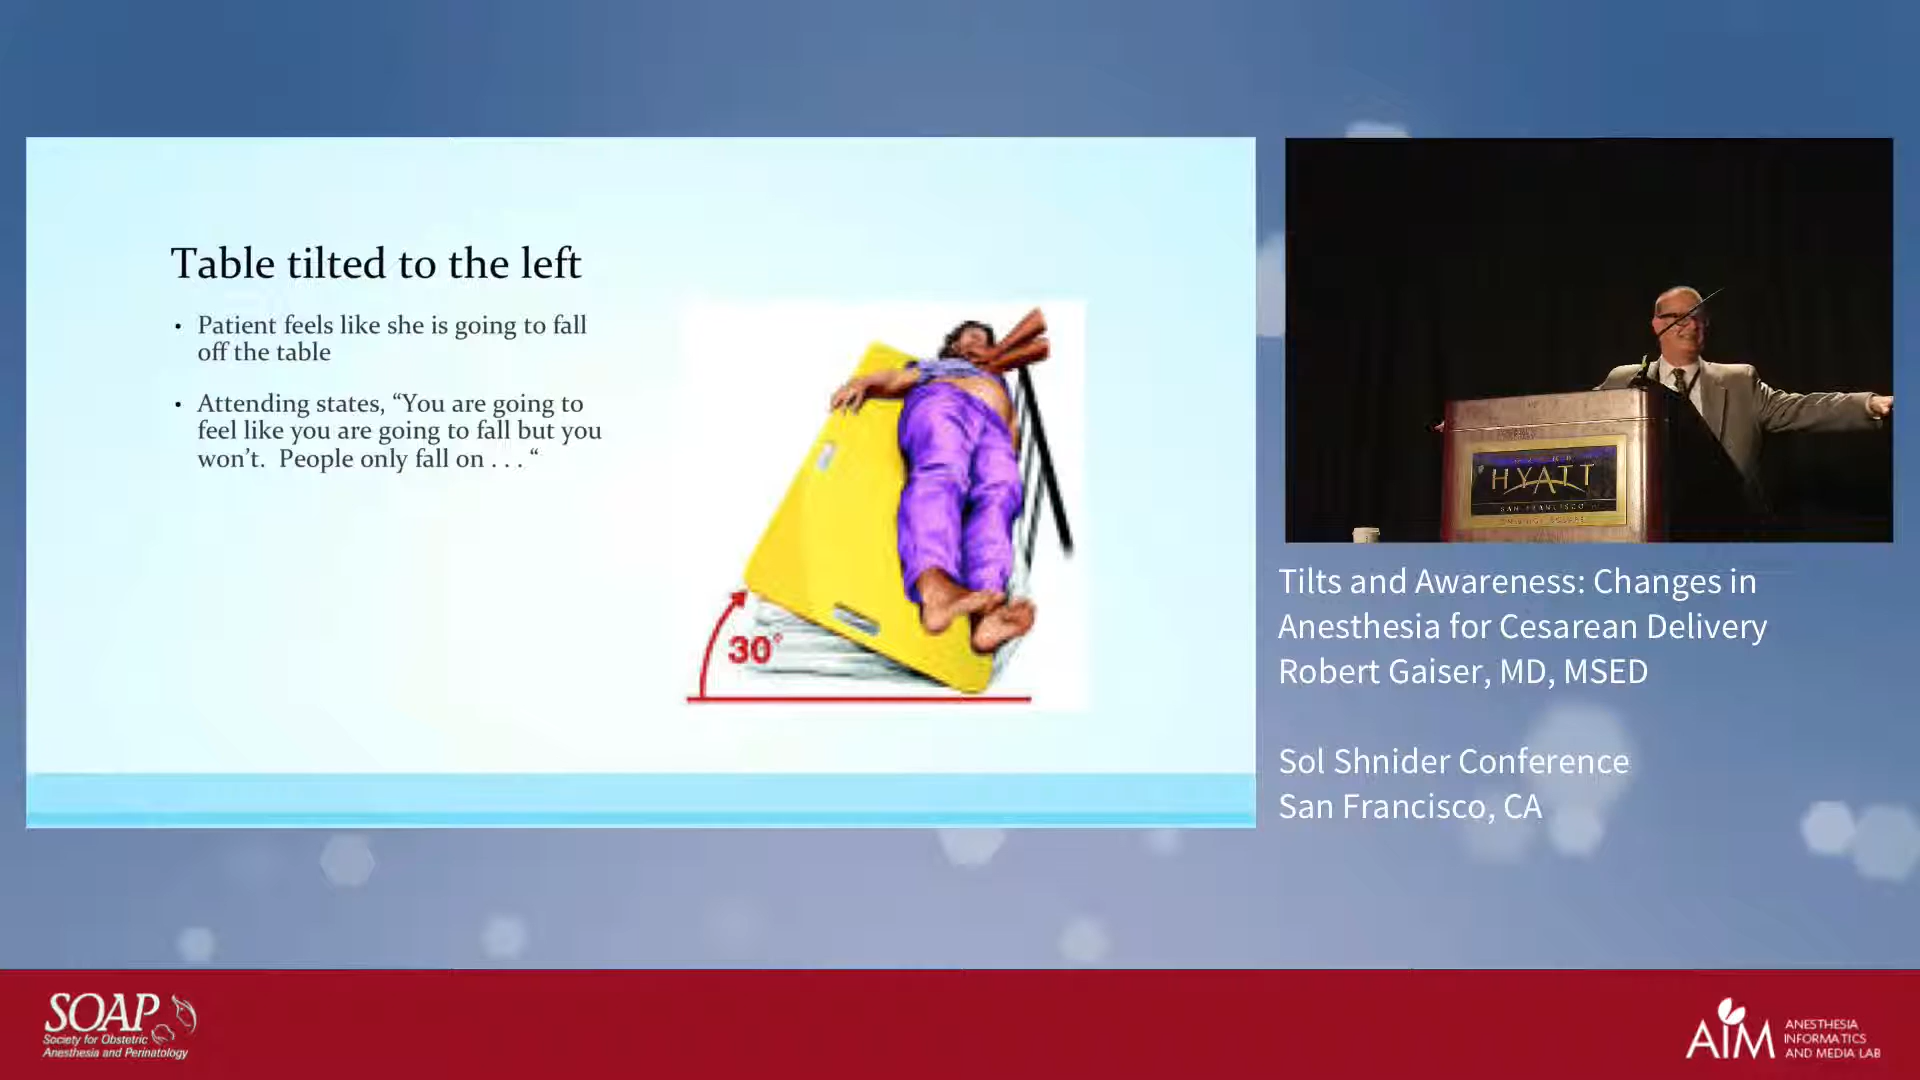 Table tilted to the left
• Patient feels like she is going to fall
off the table
• Attending states, “You are going to
feel like you are going to fall but you
won’t.  People only fall on . . . “
30°
HYATT
SAN FRANCISCO
Tilts and Awareness: Changes in
Anesthesia for Cesarean Delivery
Robert Gaiser, MD, MSED
Sol Shnider Conference
San Francisco, CA
SOAP
Society for Obstetric
Anesthesia and Perinatology
AIM
ANESTHESIA
INFORMATICS
AND MEDIA LAB